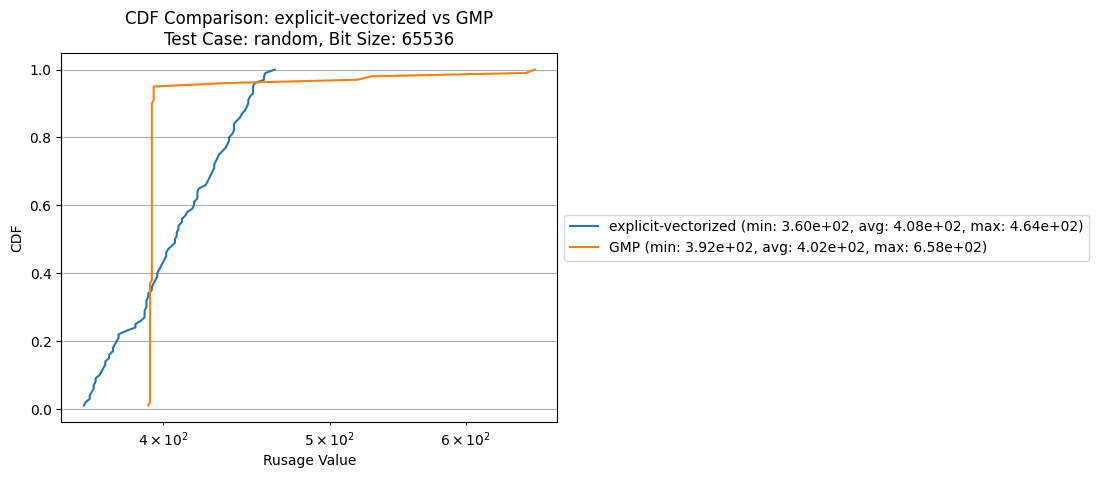 CDF Comparison: explicit-vectorized vs GMP
Test Case: random, Bit Size: 65536
CDF
1.0
0.8
0.6
0.4
0.2
0.0
4 × 10²
5 × 10²
6 × 10²
Rusage Value
explicit-vectorized (min: 3.60e+02, avg: 4.08e+02, max: 4.64e+02)
GMP (min: 3.92e+02, avg: 4.02e+02, max: 6.58e+02)